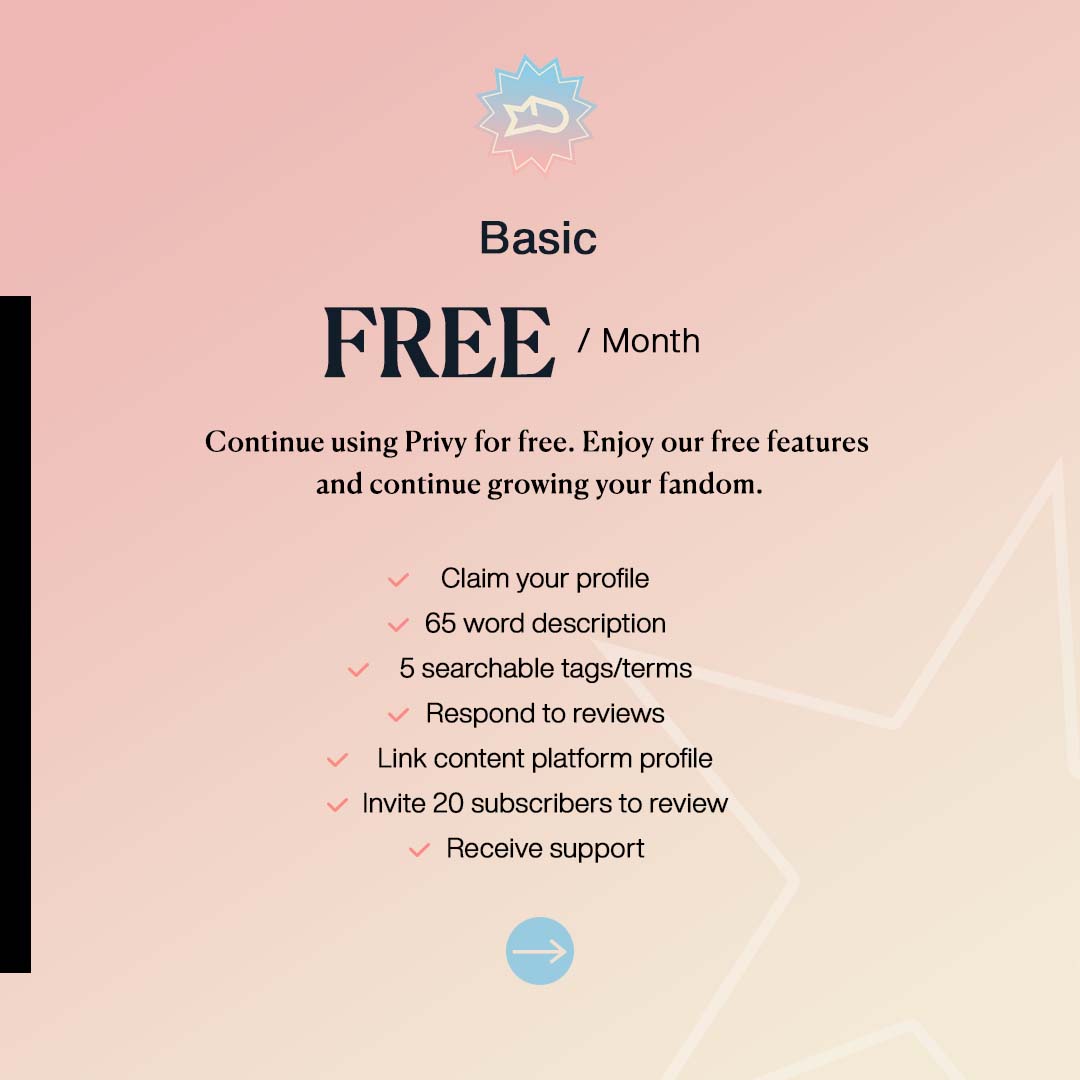 Basic
FREE / Month
Continue using Privy for free. Enjoy our free features
and continue growing your fandom.
Claim your profile
65 word description
5 searchable tags/terms
Respond to reviews
Link content platform profile
Invite 20 subscribers to review
Receive support